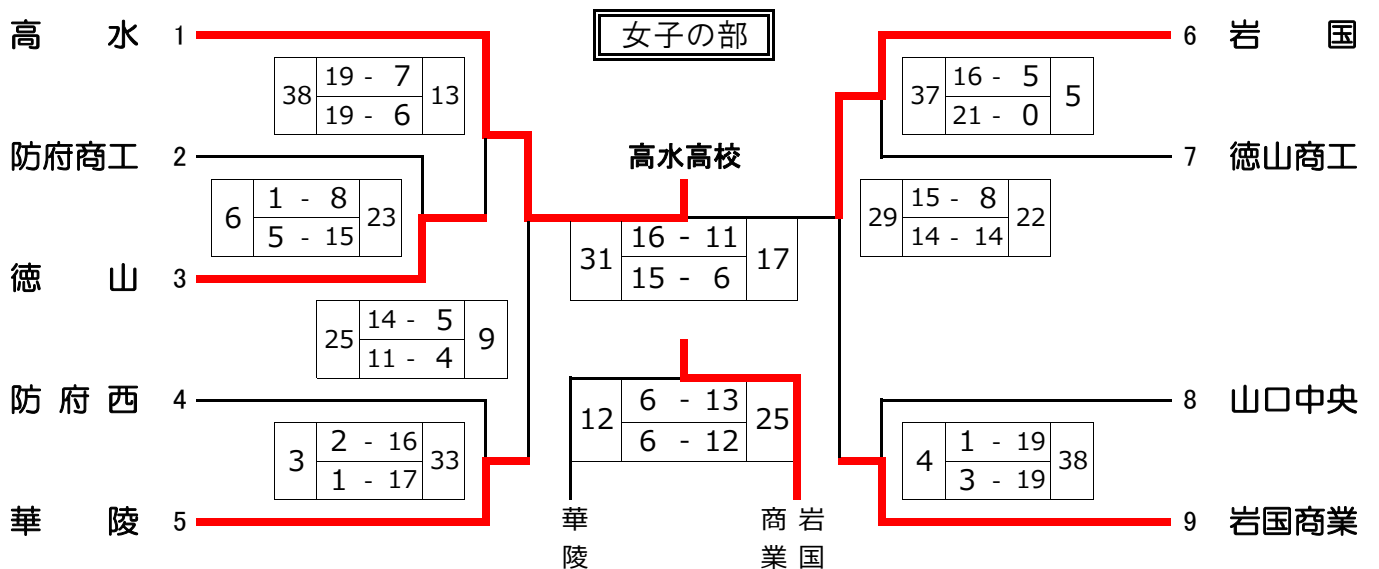 女子の部
高水 1
38 19 - 7 13
19 - 6
防府商工 2
6 1 - 8 23
5 - 15
徳山 3
25 14 - 5 9
11 - 4
防府西 4
3 2 - 16 33
1 - 17
華陵 5
高水高校
31 16 - 11 17
15 - 6
12 6 - 13 25
6 - 12
華陵
岩国商業
6 岩国
37 16 - 5 5
21 - 0
7 徳山商工
29 15 - 8 22
14 - 14
8 山口中央
4 1 - 19 38
3 - 19
9 岩国商業